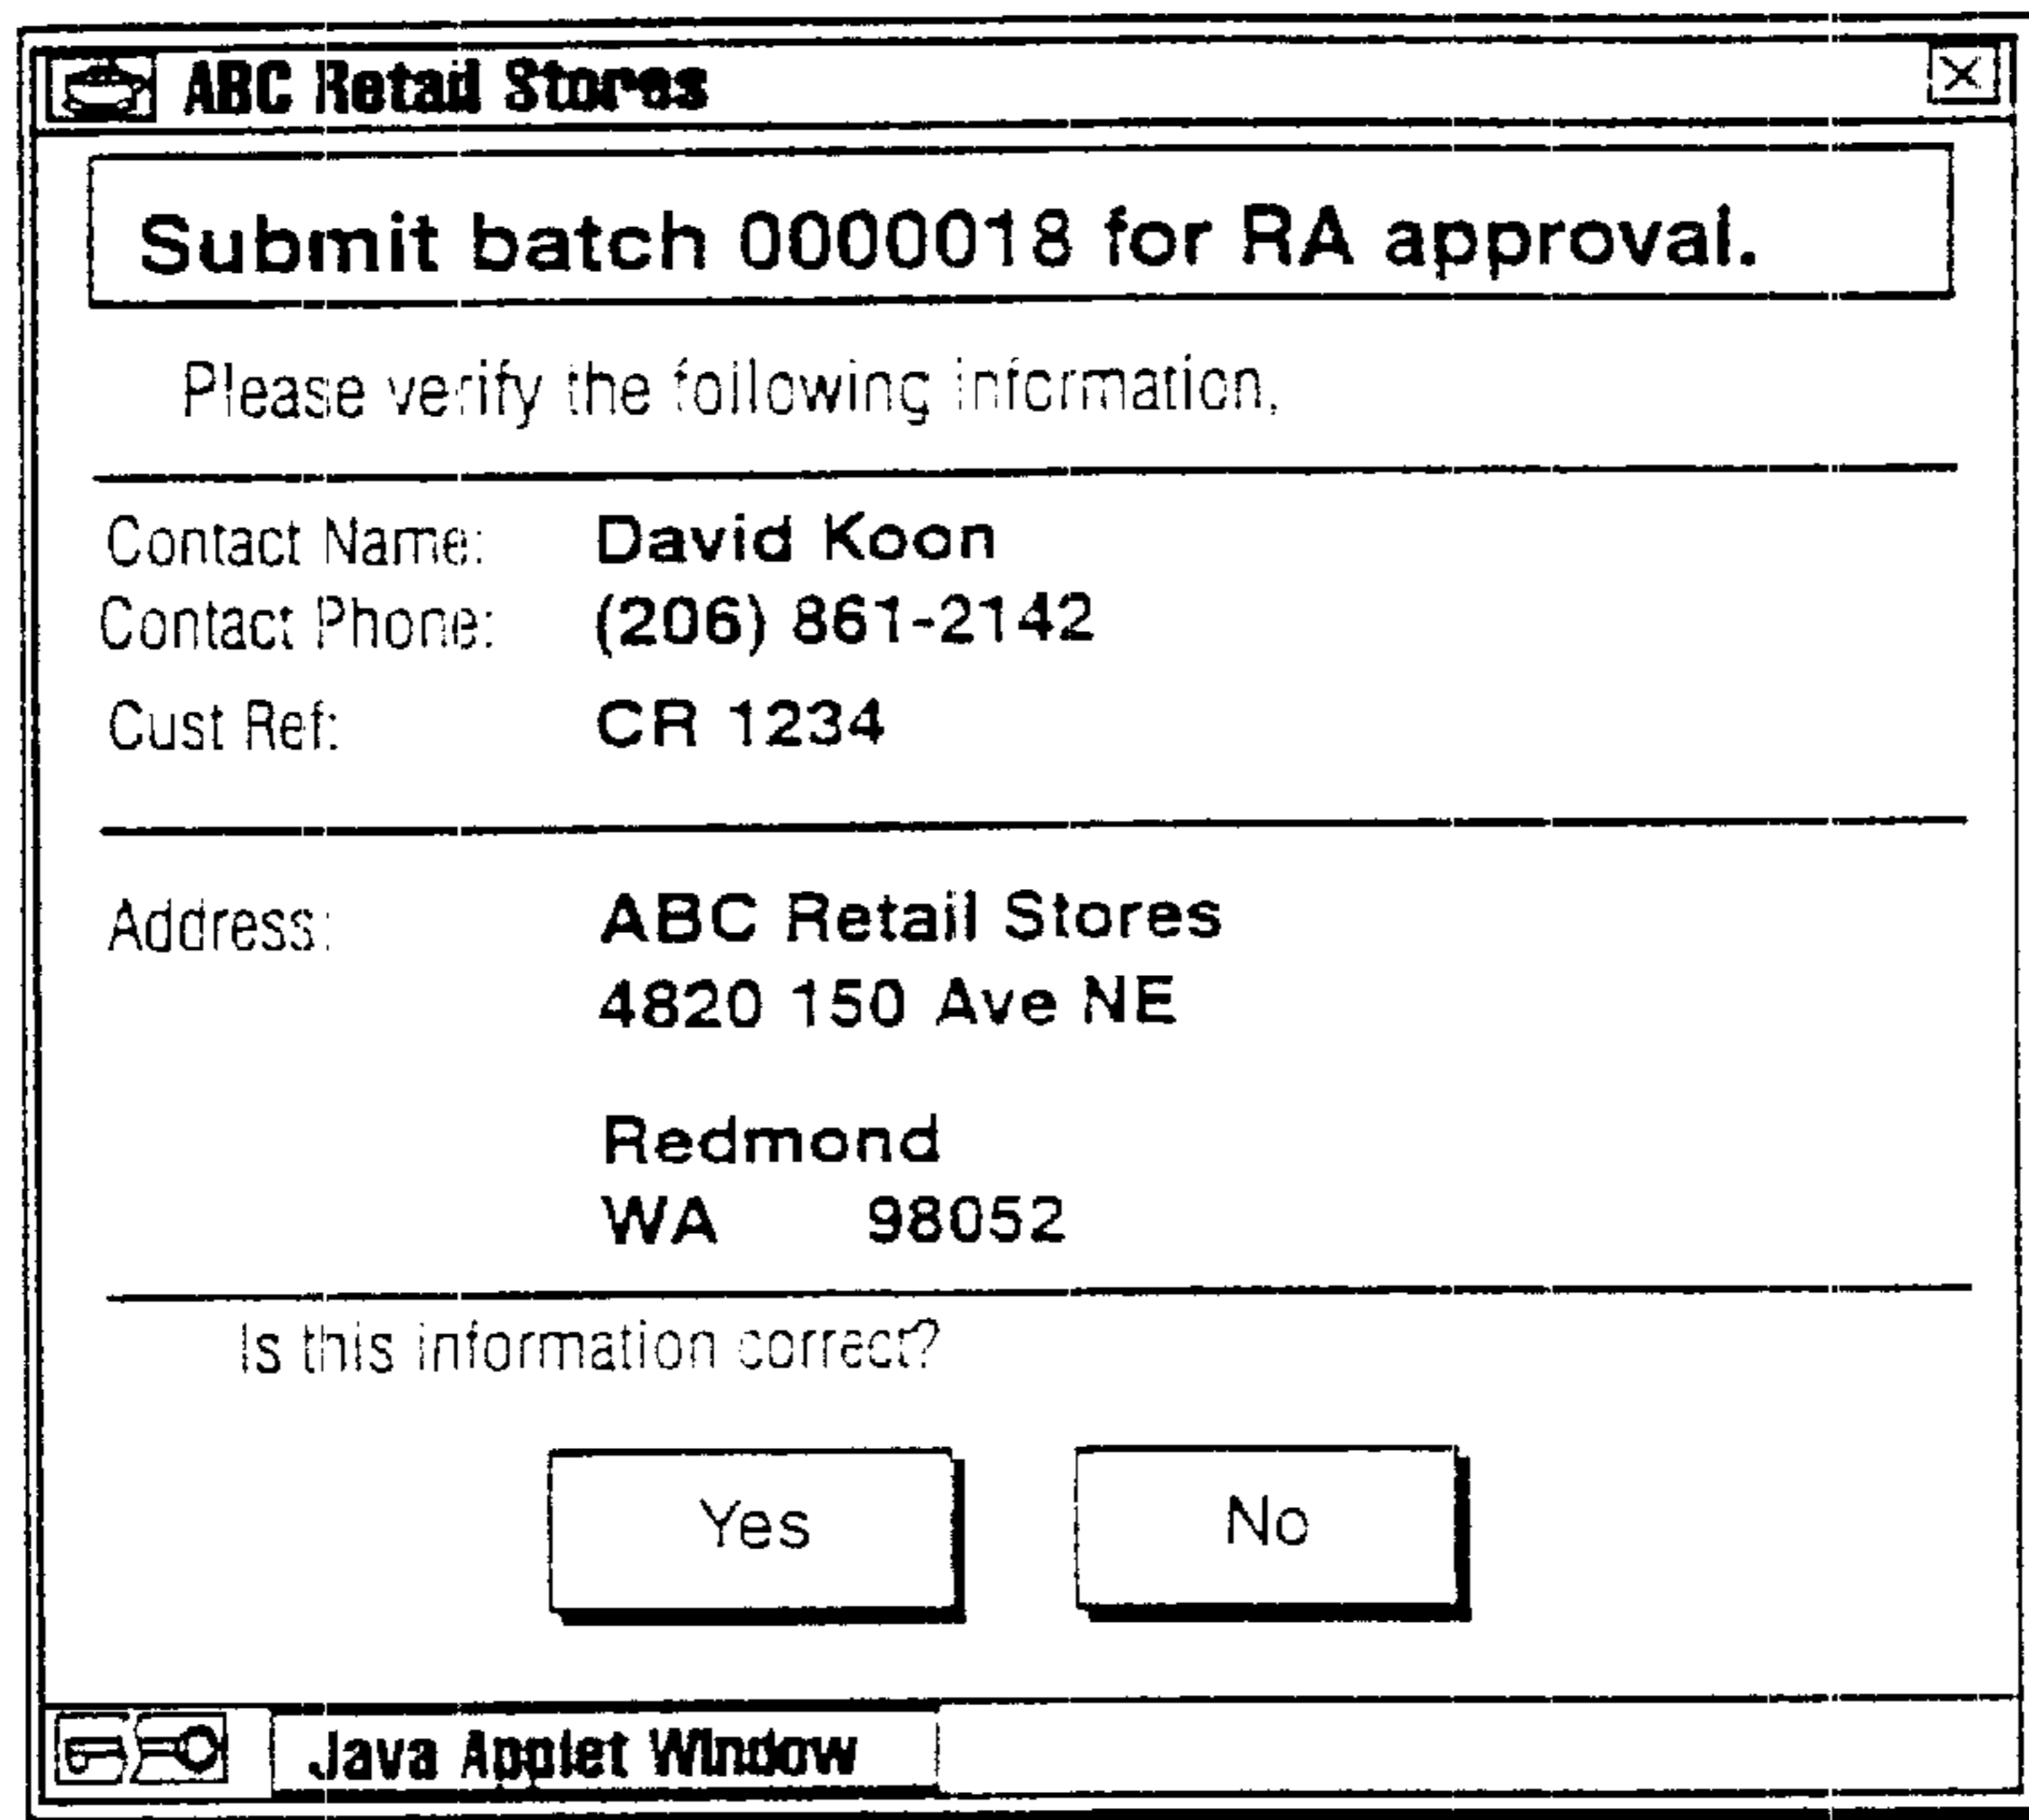 ABC Retail Stores
Submit batch 0000018 for RA approval.
Please verify the following information,
Contact Name: David Koon
Contact Phone: (206) 861-2142
Cust Ref: CR 1234
Address: ABC Retail Stores
4820 150 Ave NE
Redmond
WA 98052
Is this information correct?
Yes No
Java Applet Window